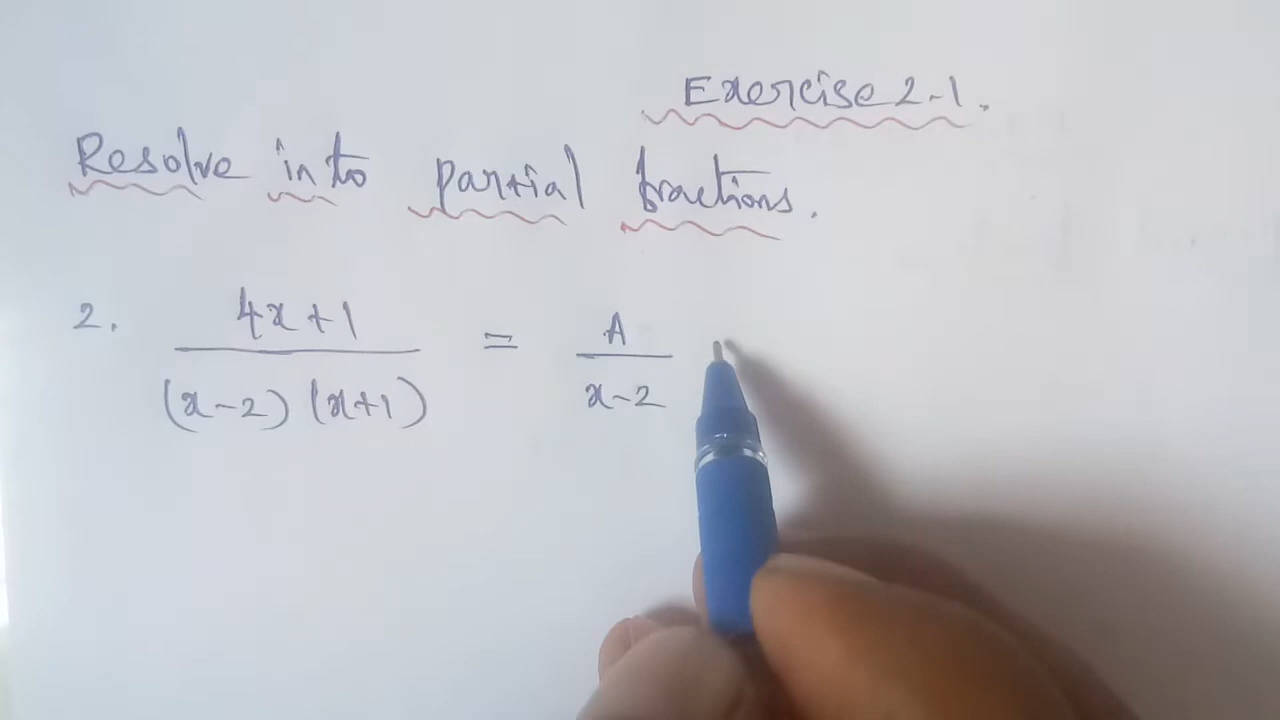 Exercise 2.1.
Resolve into partial fractions.
2. 4x+1 / (x-2) (x+1) = A / x-2